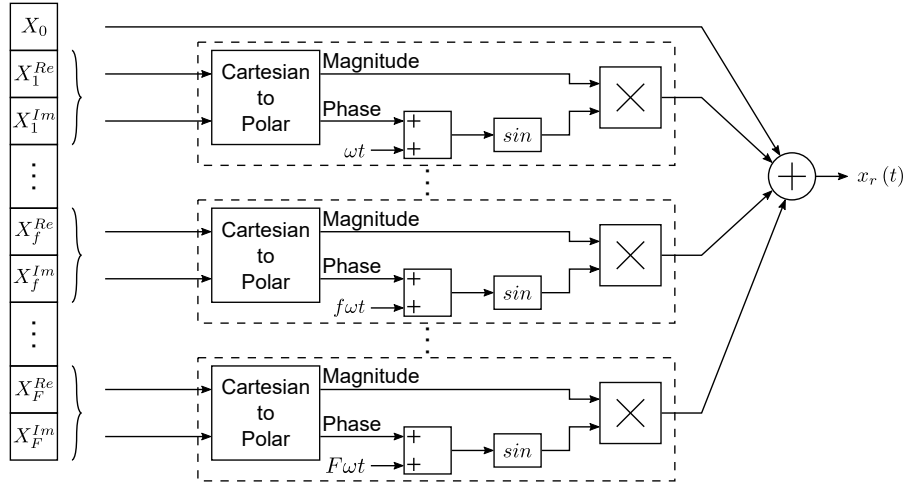 X_0
X_1^{Re}
X_1^{Im}
⋮
X_f^{Re}
X_f^{Im}
⋮
X_F^{Re}
X_F^{Im}
Cartesian
to
Polar
Magnitude
Phase
ωt
+
+
sin
×
⋮
Cartesian
to
Polar
Magnitude
Phase
fωt
+
+
sin
×
⋮
Cartesian
to
Polar
Magnitude
Phase
Fωt
+
+
sin
×
+
x_r (t)